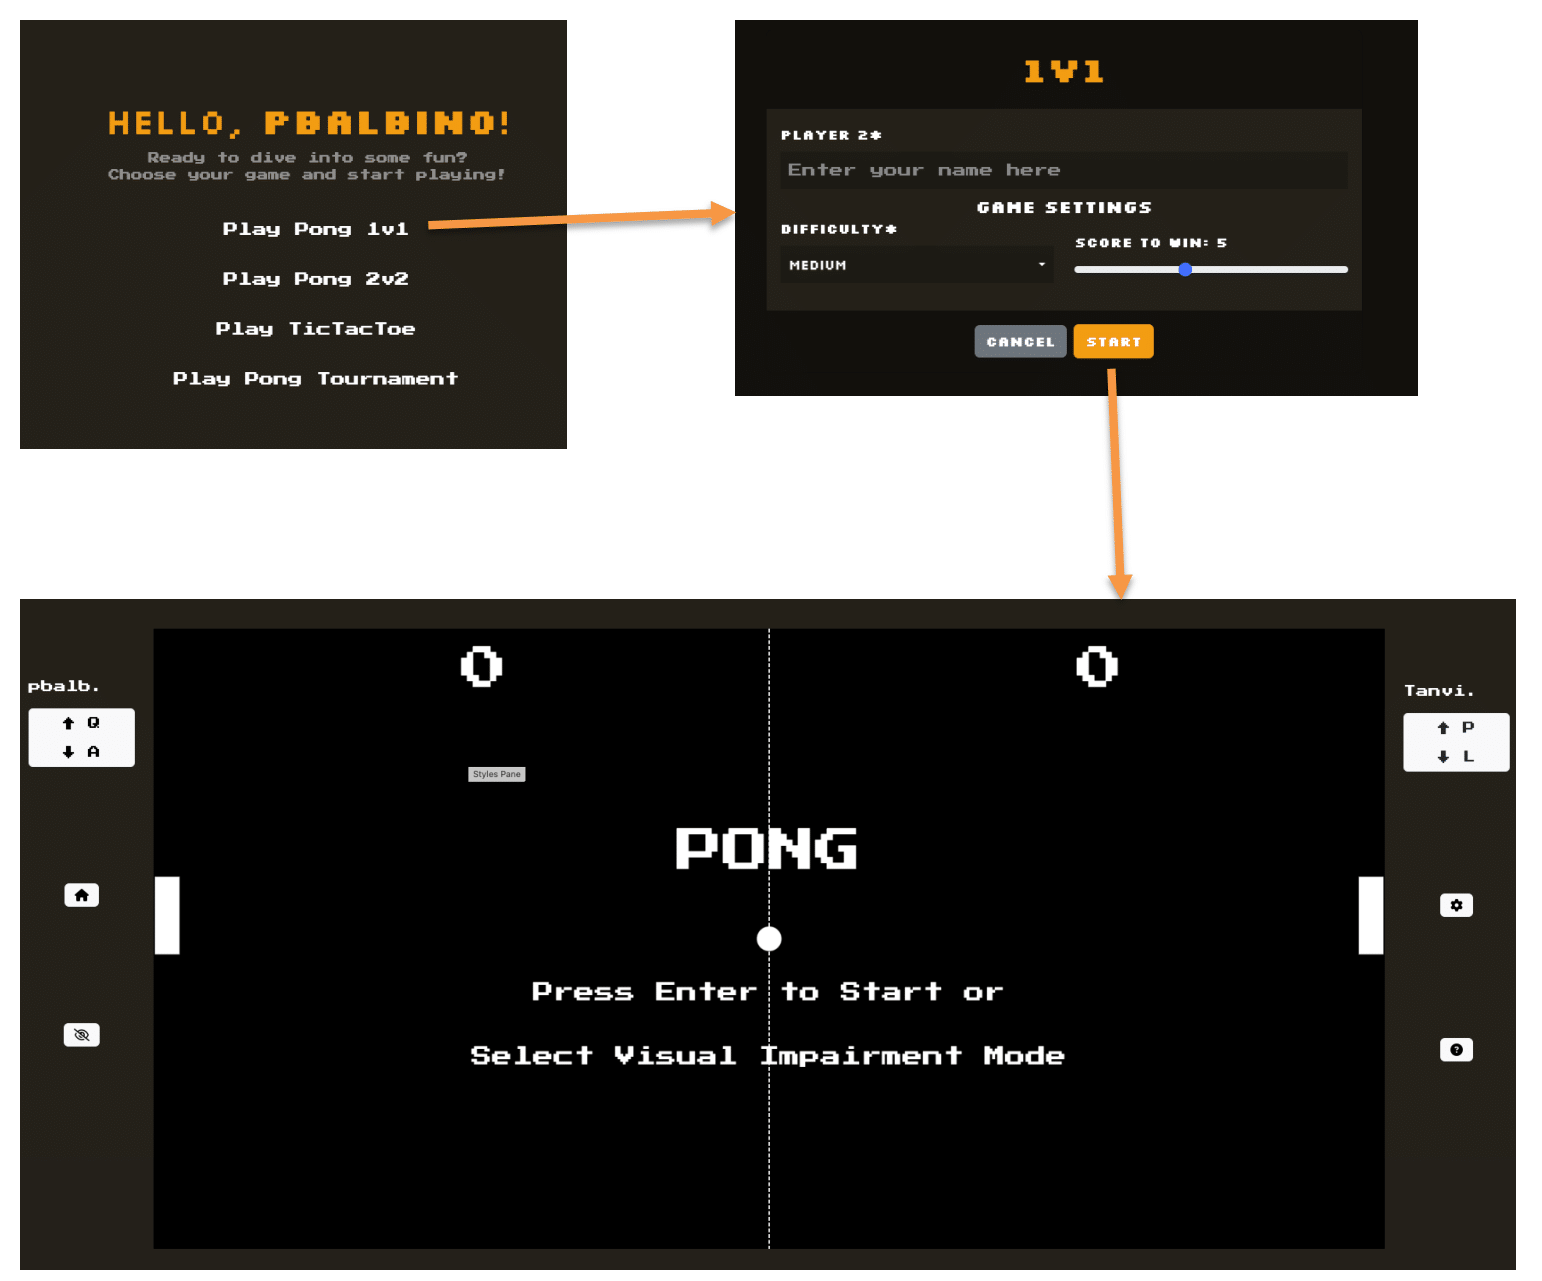 HELLO, PBALBINO!
Ready to dive into some fun?
Choose your game and start playing!
Play Pong 1v1
Play Pong 2v2
Play TicTacToe
Play Pong Tournament
1V1
PLAYER 2*
Enter your name here
GAME SETTINGS
DIFFICULTY*
SCORE TO WIN: 5
MEDIUM
CANCEL
START
0
0
pbalb.
Q
A
Tanvi.
P
L
Styles Pane
PONG
Press Enter to Start or
Select Visual Impairment Mode
?